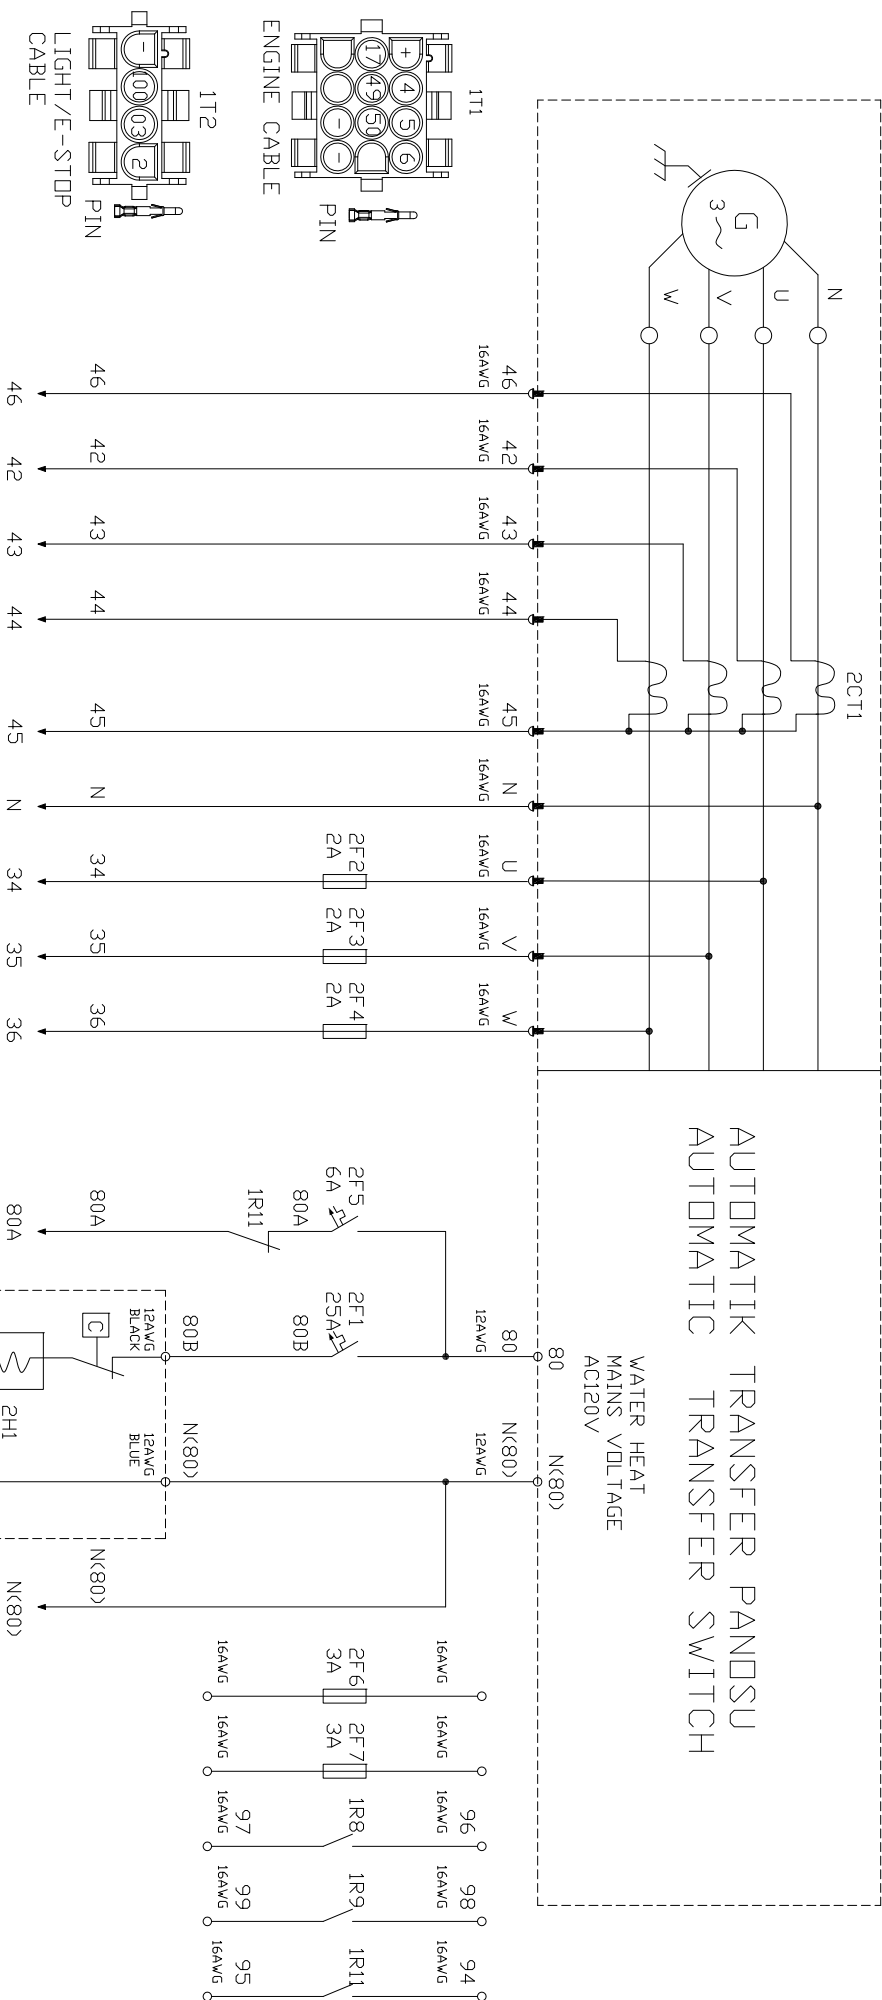 AUTOMATIK TRANSFER PANOSU
AUTOMATIC TRANSFER SWITCH
G
3
N
U
V
W
2CT1
WATER HEAT
MAINS VOLTAGE
AC120V
80
N(80)
1T1
+ 4 5 6
17 49 50
- -
ENGINE CABLE
PIN
1T2
- 100 03 2
LIGHT/E-STOP
CABLE
PIN
46
16AWG
42
16AWG
43
16AWG
44
16AWG
45
16AWG
N
16AWG
U
16AWG
V
16AWG
W
16AWG
80
12AWG
N(80)
12AWG
2F2
2A
2F3
2A
2F4
2A
2F5
6A
2F1
25A
80A
1R11
80B
80B
N(80)
12AWG
BLACK
12AWG
BLUE
C
2H1
46
42
43
44
45
N
34
35
36
80A
N(80)
46
42
43
44
45
N
34
35
36
80A
N(80)
16AWG
2F6
3A
16AWG
16AWG
2F7
3A
16AWG
96
16AWG
1R8
97
16AWG
98
16AWG
1R9
99
16AWG
94
16AWG
1R11
95
16AWG